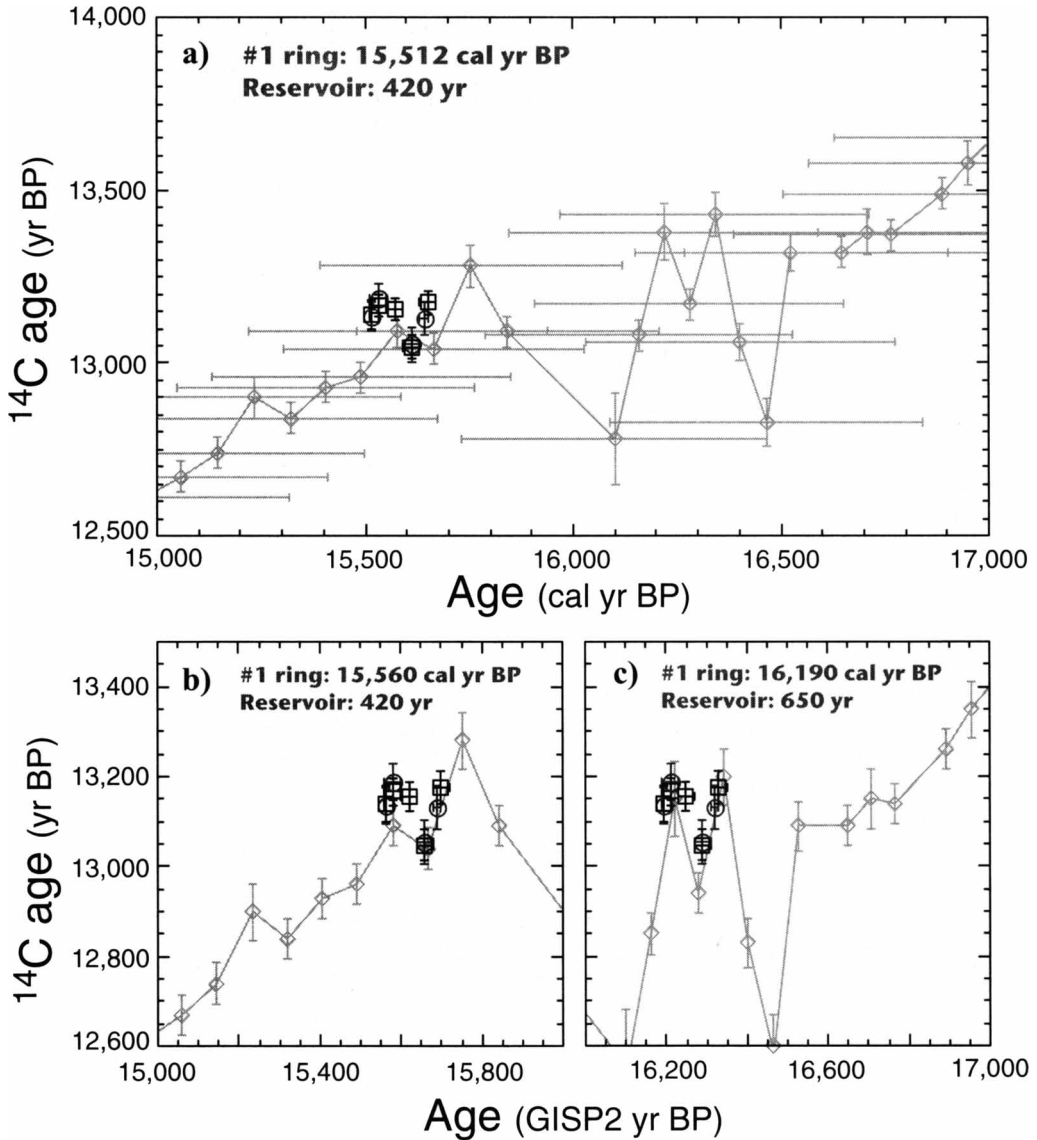 14,000
a) #1 ring: 15,512 cal yr BP
Reservoir: 420 yr
13,500
13,000
12,500
14C age (yr BP)
15,000 15,500 16,000 16,500 17,000
Age (cal yr BP)
b) #1 ring: 15,560 cal yr BP
Reservoir: 420 yr
c) #1 ring: 16,190 cal yr BP
Reservoir: 650 yr
13,400
13,200
13,000
12,800
12,600
14C age (yr BP)
15,000 15,400 15,800 16,200 16,600 17,000
Age (GISP2 yr BP)